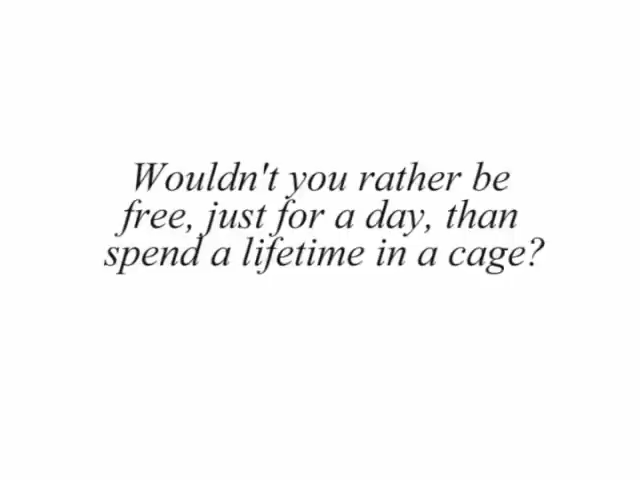 Wouldn't you rather be
free, just for a day, than
spend a lifetime in a cage?